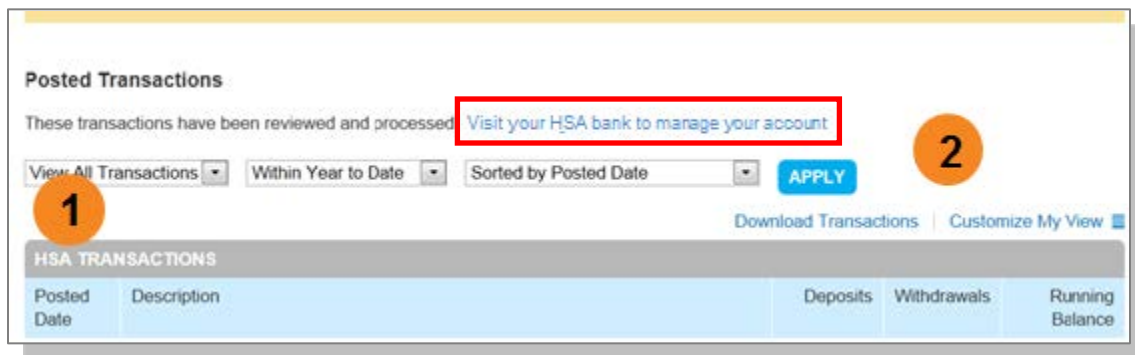 Posted Transactions
These transactions have been reviewed and processed Visit your HSA bank to manage your account
2
View All Transactions Within Year to Date Sorted by Posted Date APPLY
1
Download Transactions | Customize My View
HSA TRANSACTIONS
Posted Date Description Deposits Withdrawals Running Balance